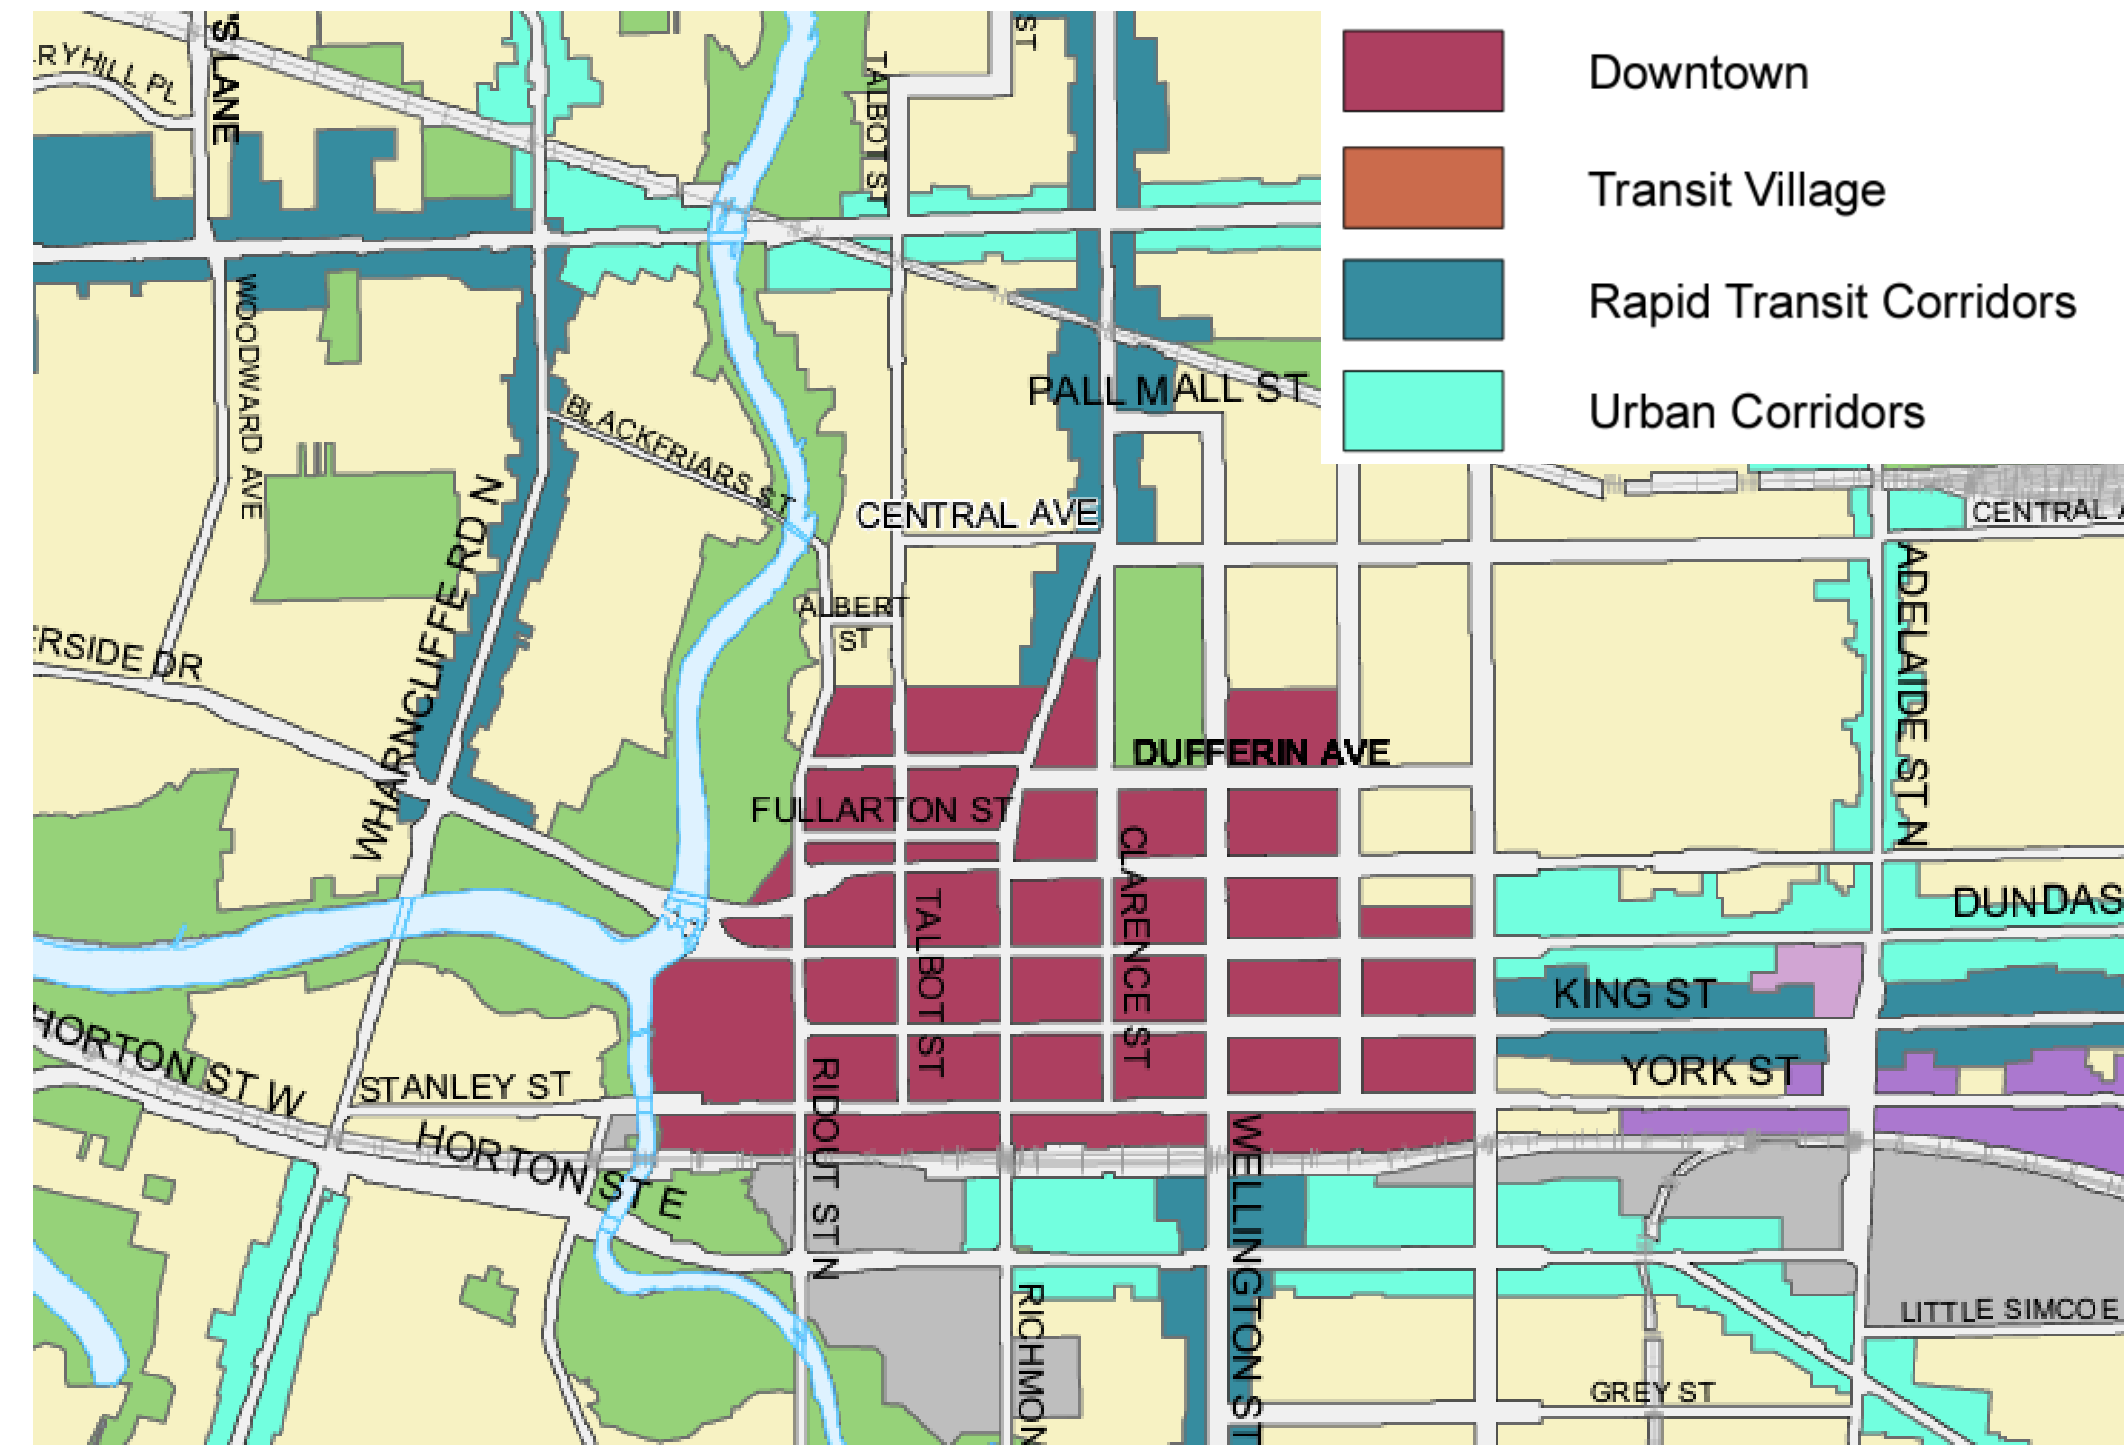 'S LANE
RYHILL PL
ST
TALBOT ST
Downtown
Transit Village
Rapid Transit Corridors
Urban Corridors
WOODWARD AVE
PALL MALL ST
BLACKFRIARS ST
CENTRAL AVE
CENTRAL
WHARNCLIFFE RD N
ALBERT
ST
ADELAIDE ST N
ERSIDE DR
DUFFERIN AVE
FULLARTON ST
CLARENCE ST
TALBOT ST
DUNDAS
KING ST
HORTON ST W
STANLEY ST
YORK ST
HORTON ST E
RIDOUT ST N
WELLINGTON ST
RICHMON
LITTLE SIMCOE
GREY ST